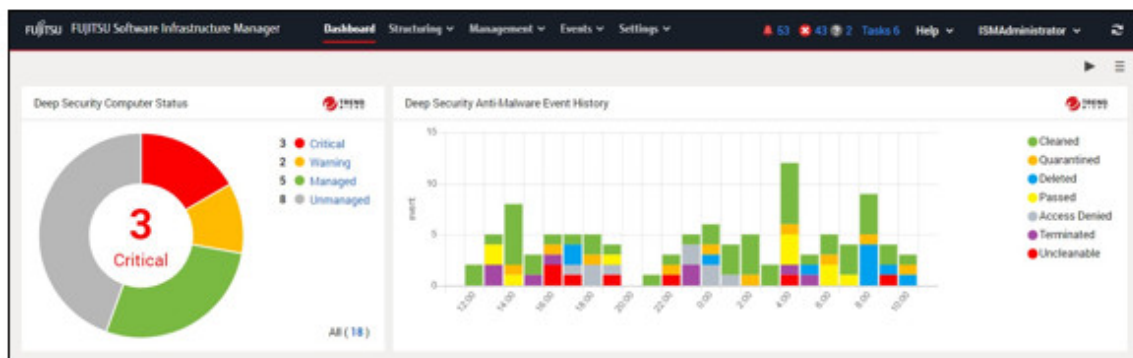 FUJITSU FUJITSU Software Infrastructure Manager Dashboard Structuring Management Events Settings 53 43 2 Tasks 6 Help ISMAdministrator
Deep Security Computer Status
TREND
3 Critical
2 Warning
5 Managed
8 Unmanaged
3
Critical
All ( 18 )
Deep Security Anti-Malware Event History
TREND
15
10
5
0
event
12:00 14:00 16:00 18:00 20:00 22:00 0:00 2:00 4:00 6:00 8:00 10:00
Cleaned
Quarantined
Deleted
Passed
Access Denied
Terminated
Uncleanable